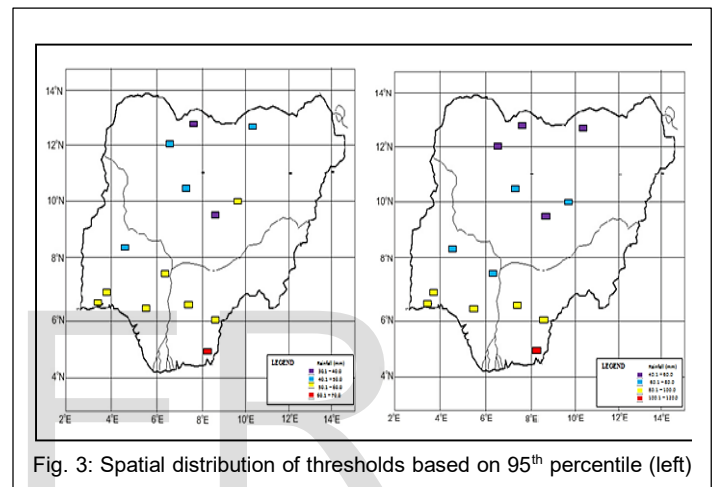 14°N
12°N
10°N
8°N
6°N
4°N
2°E 4°E 6°E 8°E 10°E 12°E 14°E
LEGEND Rainfall (mm)
14°N
12°N
10°N
8°N
6°N
4°N
2°E 4°E 6°E 8°E. 10°E 12°E 14°E
LEGEND Rainfall (mm)
Fig. 3: Spatial distribution of thresholds based on 95th percentile (left)